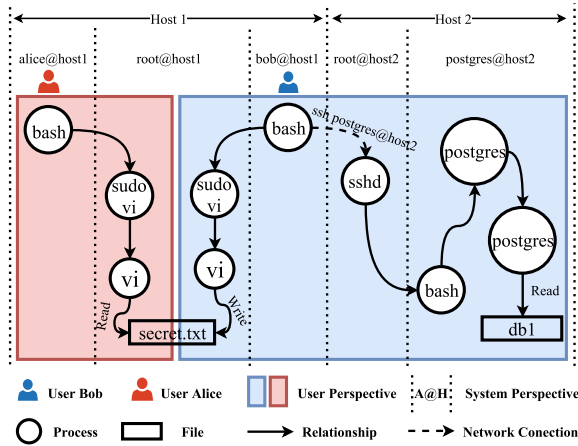 Host 1
Host 2
alice@host1
root@host1
bob@host1
root@host2
postgres@host2
bash
bash
ssh postgres@host2
postgres
sudo
vi
sudo
vi
sshd
postgres
vi
vi
bash
Read
Write
Read
secret.txt
db1
User Bob
User Alice
User Perspective
A@H
System Perspective
Process
File
Relationship
Network Conection